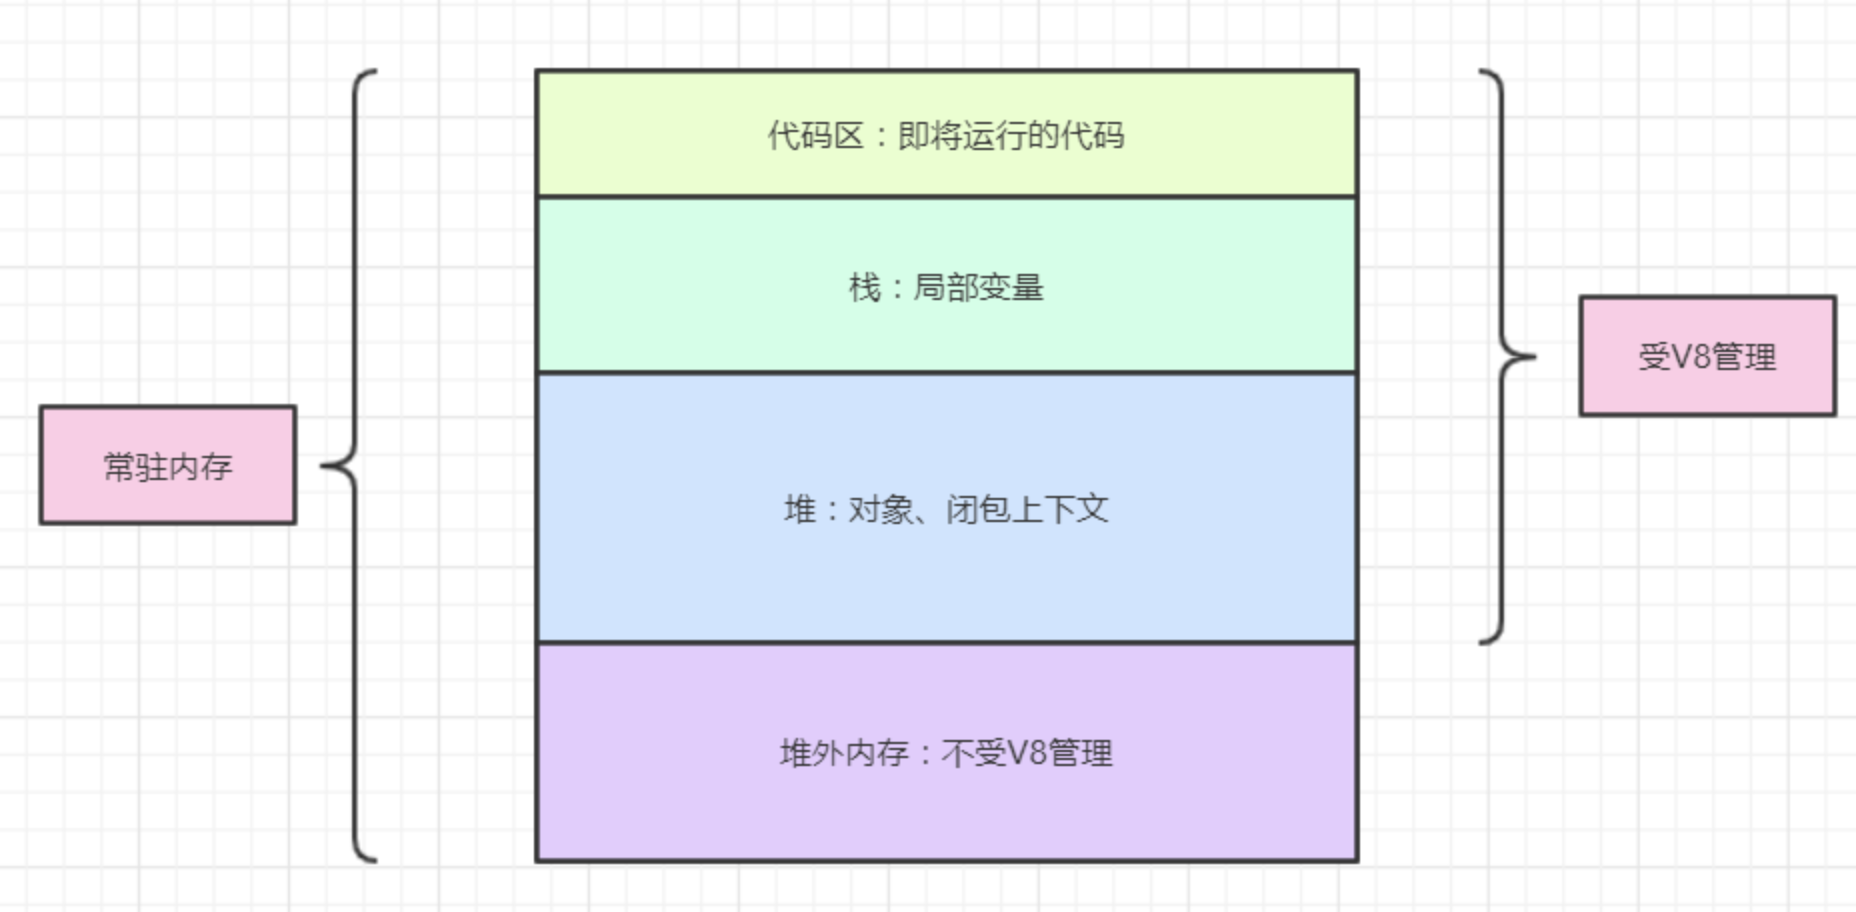 代码区：即将运行的代码
栈：局部变量
受V8管理
常驻内存
堆：对象、闭包上下文
堆外内存：不受V8管理